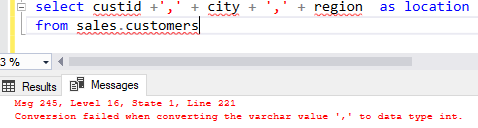 select custid +',' + city + ',' + region  as location
from sales.customers
3 %
Results Messages
Msg 245, Level 16, State 1, Line 221
Conversion failed when converting the varchar value ',' to data type int.